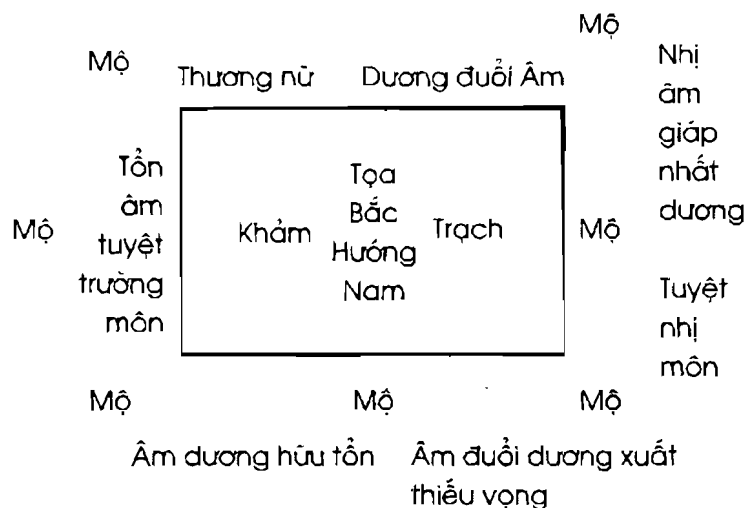 Mộ
Mộ
Thương nữ
Dương đuổi Âm
Nhị
âm
giáp
nhất
dương
Tổn
âm
tuyệt
trường
môn
Mộ
Khảm
Tọa
Bắc
Hướng
Nam
Trạch
Mộ
Tuyệt
nhị
môn
Mộ
Mộ
Mộ
Âm dương hữu tổn
Âm đuổi dương xuất
thiếu vọng